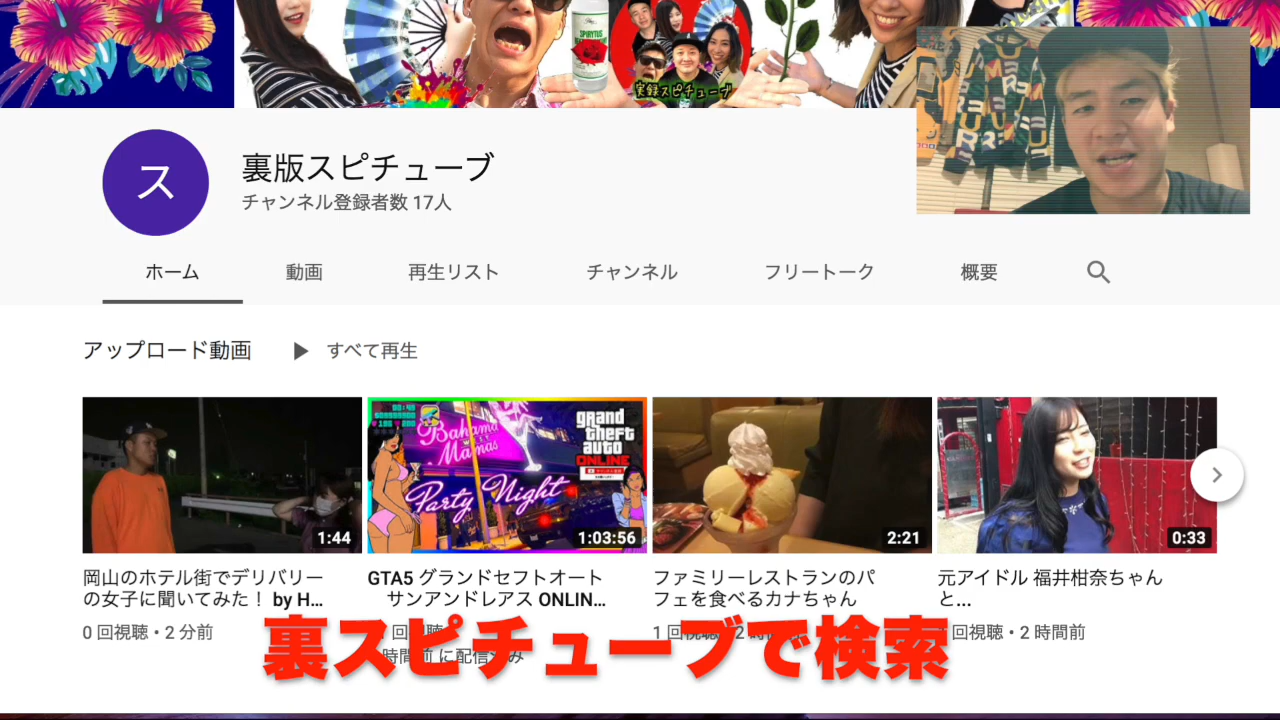 SPIRYTUS
実録スピチューブ
ス
裏版スピチューブ
チャンネル登録者数 17人
ホーム
動画
再生リスト
チャンネル
フリートーク
概要
アップロード動画
すべて再生
1:44
Bahama
Mamas
Party Night
grand
theft
auto
ONLINE
1:03:56
2:21
0:33
岡山のホテル街でデリバリー
の女子に聞いてみた！ by H...
0 回視聴・2 分前
GTA5 グランドセフトオート
サンアンドレアス ONLIN...
ファミリーレストランのパ
フェを食べるカナちゃん
元アイドル 福井柑奈ちゃん
と...
回視聴・2 時間前
裏スピチューブで検索